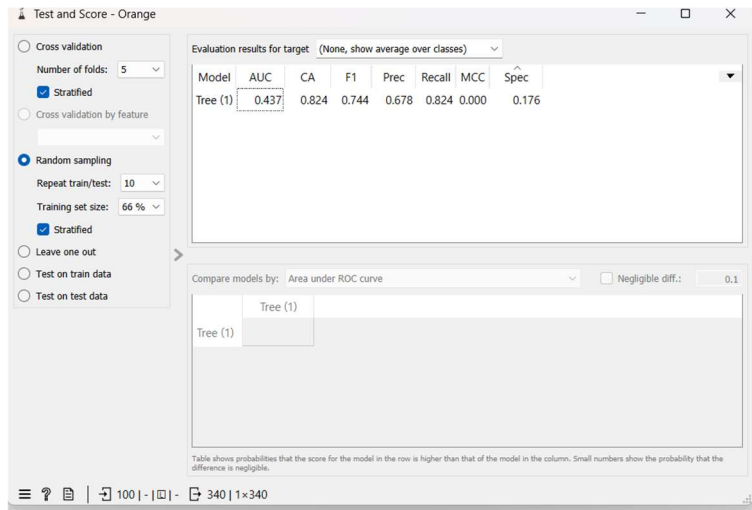 Test and Score - Orange
Cross validation
Number of folds: 5
Stratified
Cross validation by feature
Random sampling
Repeat train/test: 10
Training set size: 66 %
Stratified
Leave one out
Test on train data
Test on test data
Evaluation results for target (None, show average over classes)
Model AUC CA F1 Prec Recall MCC Spec
Tree (1) 0.437 0.824 0.744 0.678 0.824 0.000 0.176
Compare models by: Area under ROC curve Negligible diff.: 0.1
Tree (1)
Tree (1)
Table shows probabilities that the score for the model in the row is higher than that of the model in the column. Small numbers show the probability that the
difference is negligible.
100 | - | - 340 | 1×340